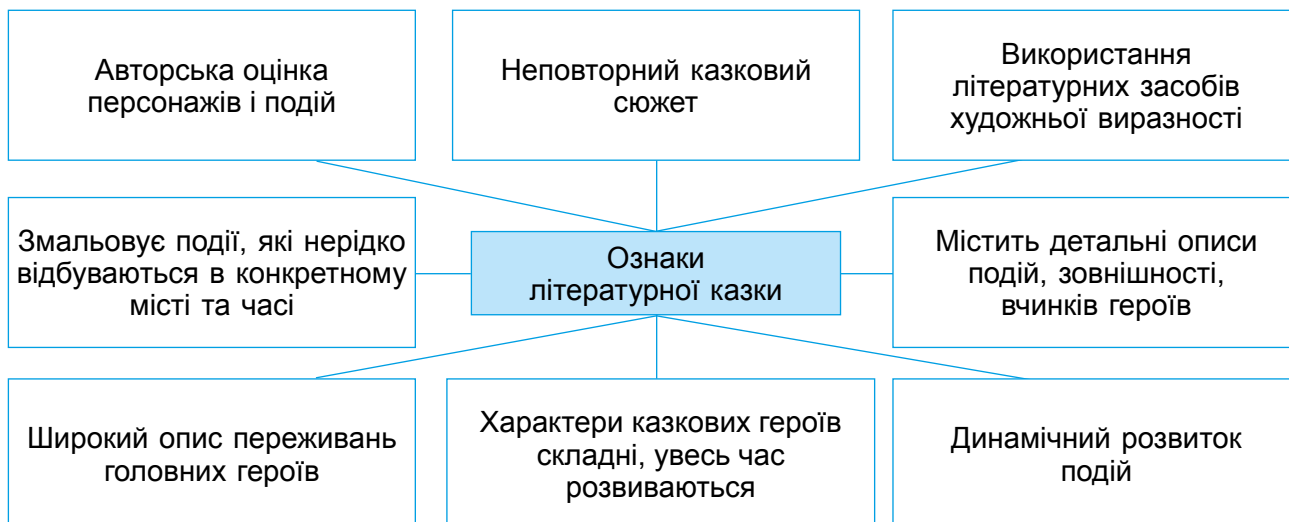 Авторська оцінка
персонажів і подій
Неповторний казковий
сюжет
Використання
літературних засобів
художньої виразності
Змальовує події, які нерідко
відбуваються в конкретному
місті та часі
Ознаки
літературної казки
Містить детальні описи
подій, зовнішності,
вчинків героїв
Широкий опис переживань
головних героїв
Характери казкових героїв
складні, увесь час
розвиваються
Динамічний розвиток
подій